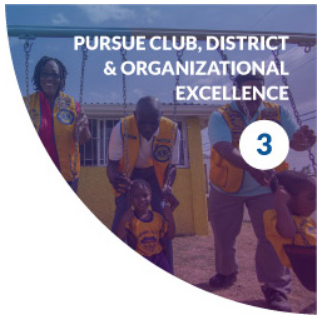 PURSUE CLUB, DISTRICT
& ORGANIZATIONAL
EXCELLENCE
3